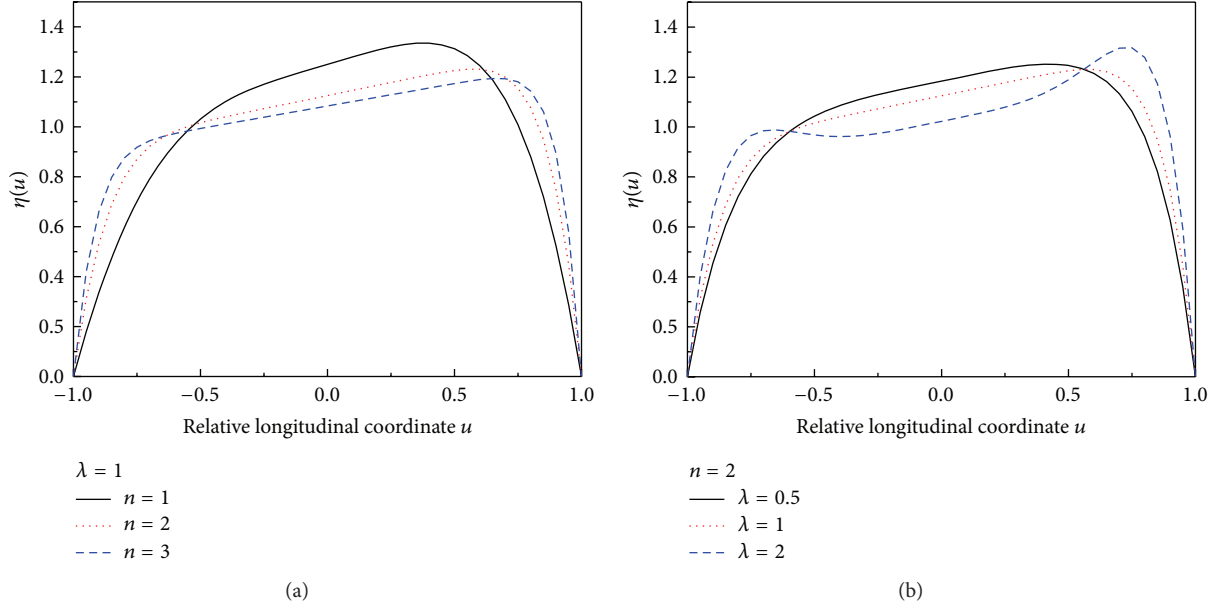 1.4
1.2
1.0
0.8
0.6
0.4
0.5
0.0
η(u)
−1.0 −0.5 0.0 0.5 1.0
Relative longitudinal coordinate u
λ = 1
n = 1
n = 2
n = 3
(a)
1.4
1.2
1.0
0.8
0.6
0.4
0.5
0.0
η(u)
−1.0 −0.5 0.0 0.5 1.0
Relative longitudinal coordinate u
n = 2
λ = 0.5
λ = 1
λ = 2
(b)